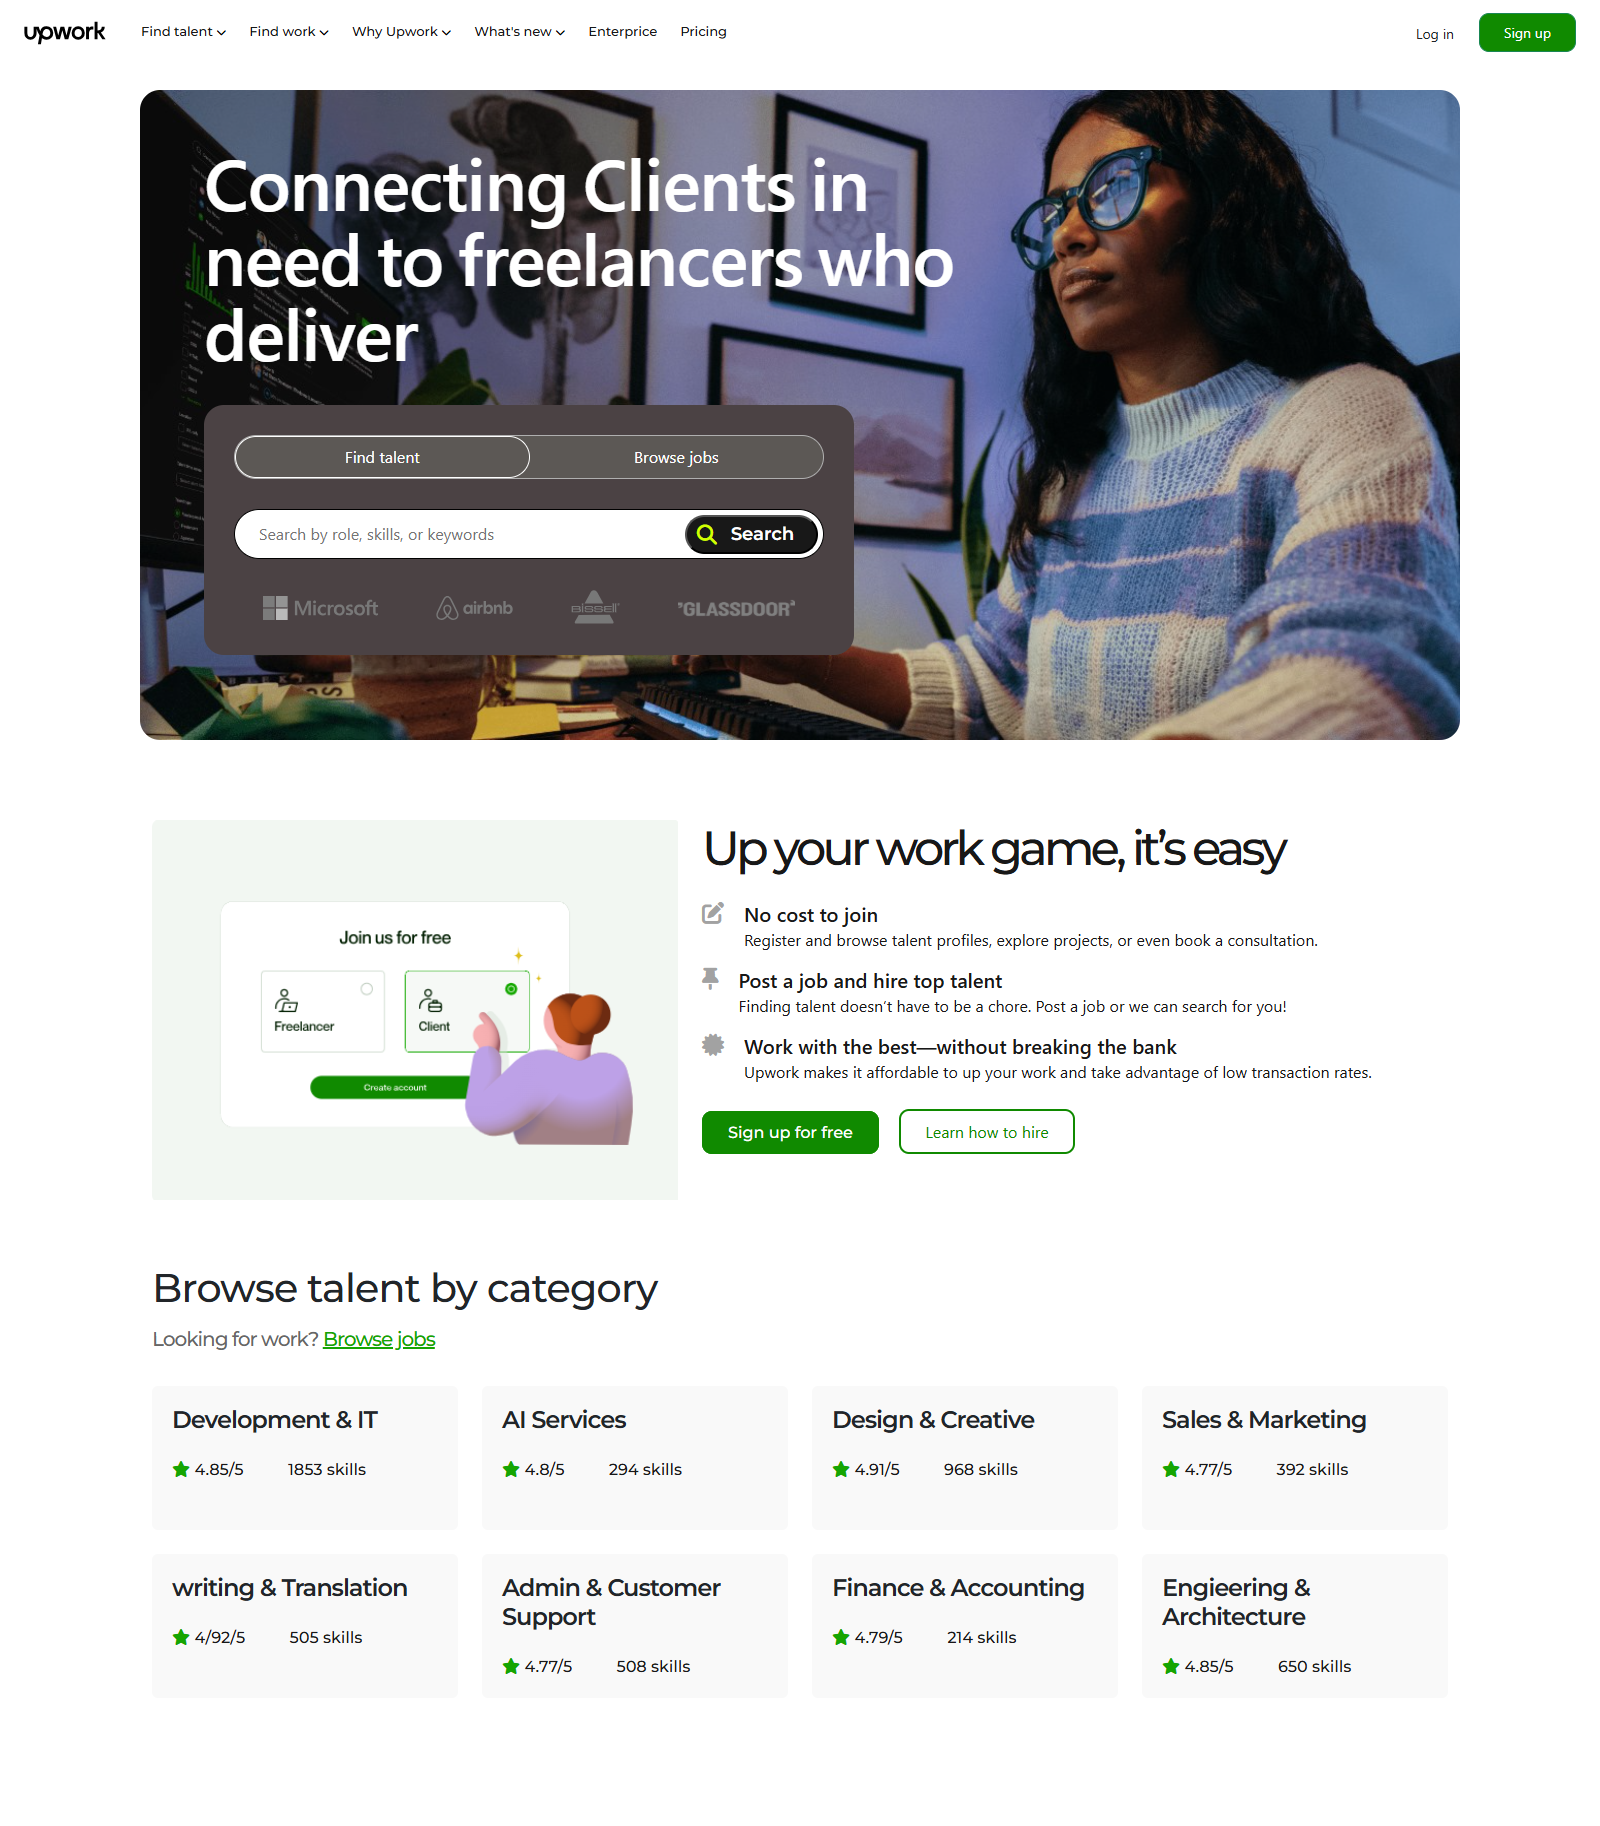 upwork
Find talent
Find work
Why Upwork
What's new
Enterprice
Pricing
Log in
Sign up
Connecting Clients in
need to freelancers who
deliver
Find talent
Browse jobs
Search by role, skills, or keywords
Search
Microsoft
airbnb
BISSELL
"GLASSDOOR"
Up your work game, it's easy
No cost to join
Register and browse talent profiles, explore projects, or even book a consultation.
Post a job and hire top talent
Finding talent doesn't have to be a chore. Post a job or we can search for you!
Work with the best—without breaking the bank
Upwork makes it affordable to up your work and take advantage of low transaction rates.
Sign up for free
Learn how to hire
Join us for free
Freelancer
Client
Create account
Browse talent by category
Looking for work? Browse jobs
Development & IT
4.85/5 1853 skills
AI Services
4.8/5 294 skills
Design & Creative
4.91/5 968 skills
Sales & Marketing
4.77/5 392 skills
writing & Translation
4/92/5 505 skills
Admin & Customer
Support
4.77/5 508 skills
Finance & Accounting
4.79/5 214 skills
Engieering &
Architecture
4.85/5 650 skills